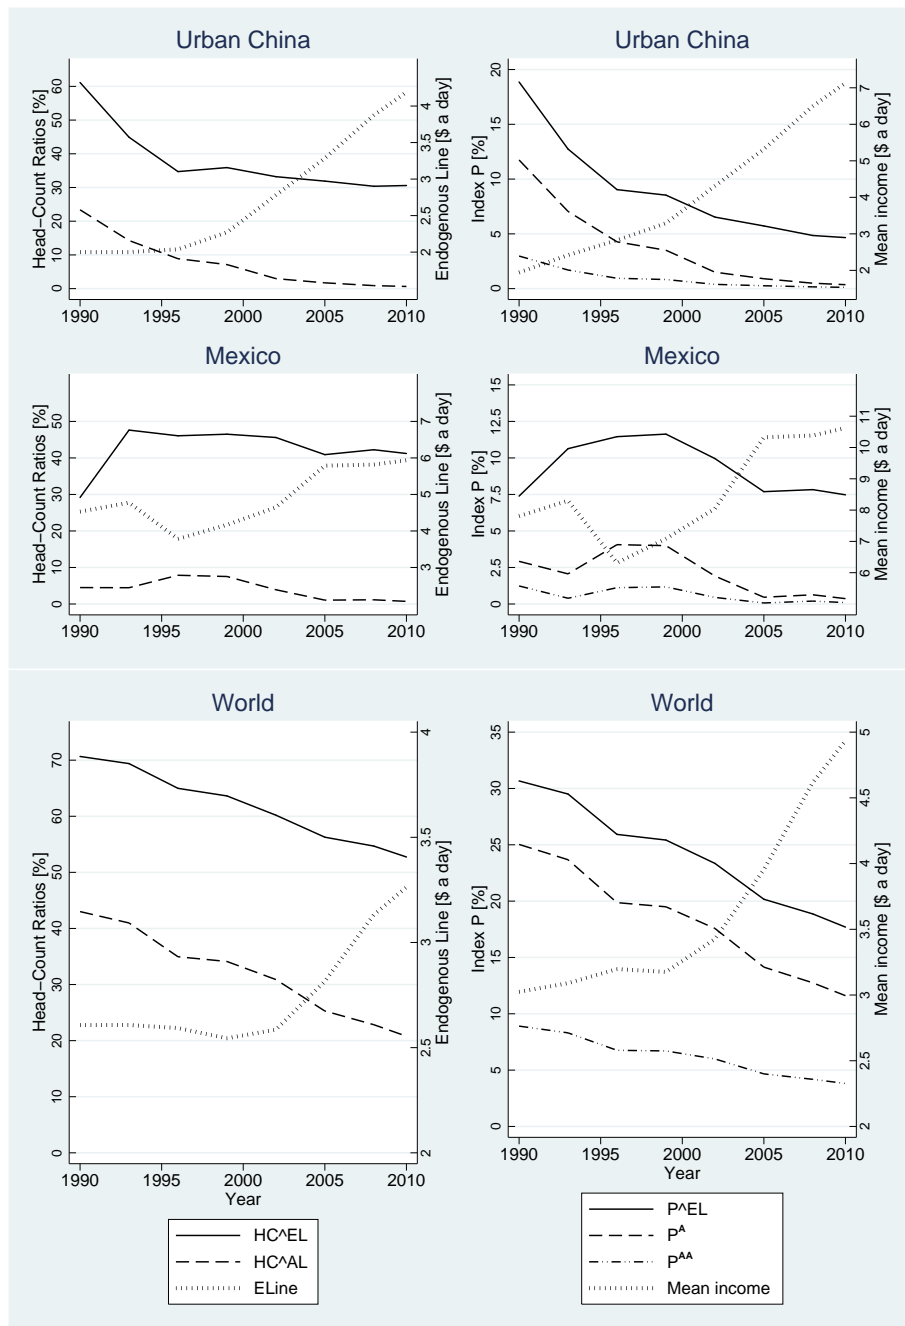 Urban China
Head−Count Ratios [%]
0 10 20 30 40 50 60
Endogenous Line [$ a day]
2 2.5 3 3.5 4
1990 1995 2000 2005 2010
Urban China
Index P [%]
0 5 10 15 20
Mean income [$ a day]
2 3 4 5 6 7
1990 1995 2000 2005 2010
Mexico
Head−Count Ratios [%]
0 10 20 30 40 50
Endogenous Line [$ a day]
3 4 5 6 7
1990 1995 2000 2005 2010
Mexico
Index P [%]
0 2.5 5 7.5 10 12.5 15
Mean income [$ a day]
6 7 8 9 10 11
1990 1995 2000 2005 2010
World
Head−Count Ratios [%]
0 10 20 30 40 50 60 70
Endogenous Line [$ a day]
2 2.5 3 3.5 4
1990 1995 2000 2005 2010
Year
World
Index P [%]
0 5 10 15 20 25 30 35
Mean income [$ a day]
2 2.5 3 3.5 4 4.5 5
1990 1995 2000 2005 2010
Year
HC^EL
HC^AL
ELine
P^EL
P^A
P^AA
Mean income